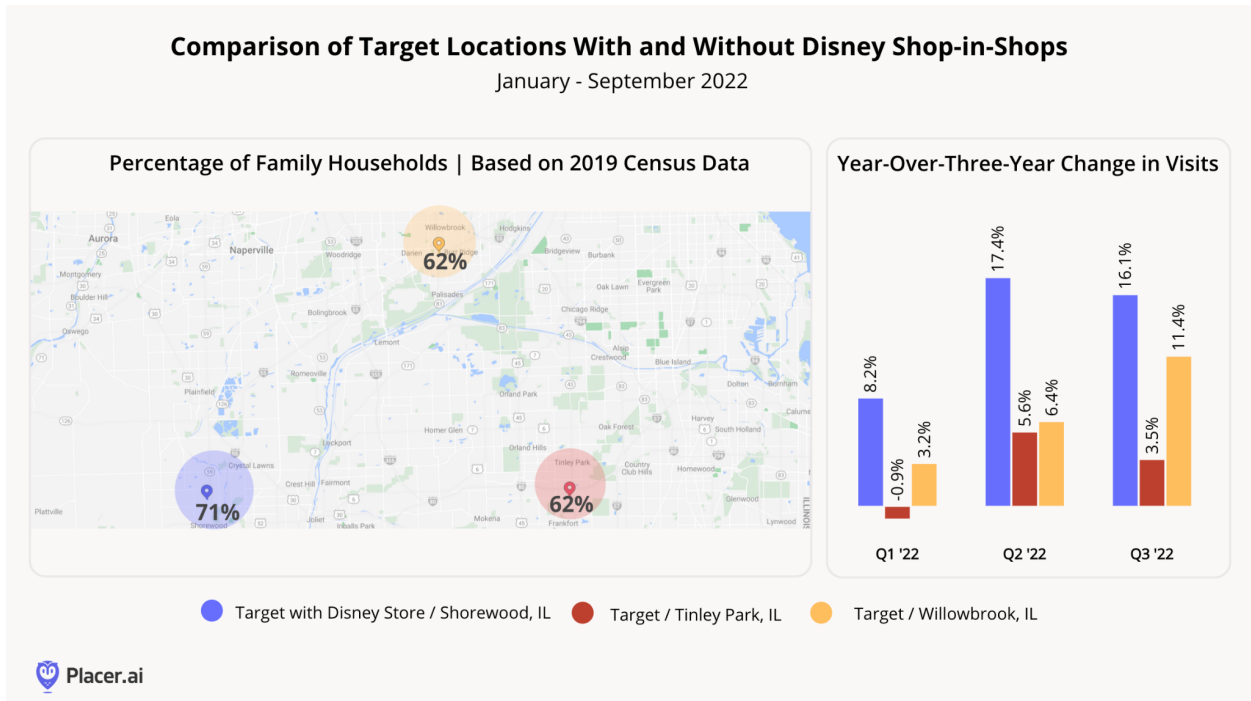 Comparison of Target Locations With and Without Disney Shop-in-Shops
January - September 2022
Percentage of Family Households | Based on 2019 Census Data
Eola
Aurora
Naperville
Montgomery
Boulder Hill
Oswego
Woodridge
Willowbrook
Darien
62%
Hodgkins
Bridgeview
Burbank
Palisades
Oak Lawn
Evergreen
Park
Bolingbrook
Chicago Ridge
Lemont
Alsip
Crestwood
Blue Island
Romeoville
Plainfield
Orland Park
Dolton
Burnham
Calume
Harvey
South Holland
Homer Glen
Oak Forest
Lockport
Orland Hills
Crystal Lawns
Tinley Park
Country
Club Hills
Homewood
Crest Hill
Fairmont
Glenwood
Plattville
71%
Shorewood
Joliet
Mokena
62%
Frankfort
Lynwood
ILLINOIS
Year-Over-Three-Year Change in Visits
8.2%
-0.9%
3.2%
17.4%
5.6%
6.4%
16.1%
3.5%
11.4%
Q1 '22
Q2 '22
Q3 '22
Target with Disney Store / Shorewood, IL
Target / Tinley Park, IL
Target / Willowbrook, IL
Placer.ai